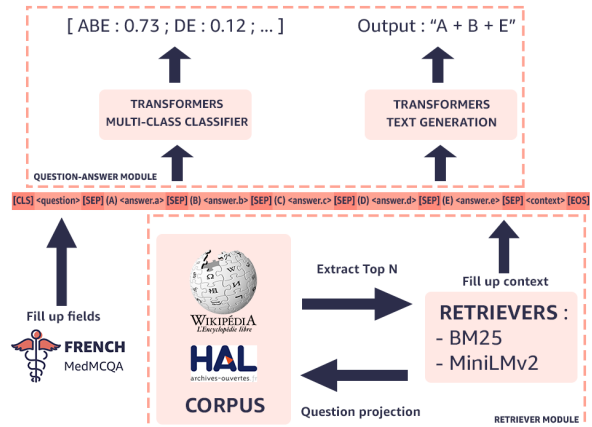 [ ABE : 0.73 ; DE : 0.12 ; ... ]
Output : “A + B + E”
TRANSFORMERS
MULTI-CLASS CLASSIFIER
TRANSFORMERS
TEXT GENERATION
QUESTION-ANSWER MODULE
[CLS] <question> [SEP] (A) <answer.a> [SEP] (B) <answer.b> [SEP] (C) <answer.c> [SEP] (D) <answer.d> [SEP] (E) <answer.e> [SEP] <context> [EOS]
Fill up fields
FRENCH
MedMCQA
WIKIPÉDIA
L'Encyclopédie libre
HAL
archives-ouvertes
CORPUS
Extract Top N
Question projection
Fill up context
RETRIEVERS :
- BM25
- MiniLMv2
RETRIEVER MODULE